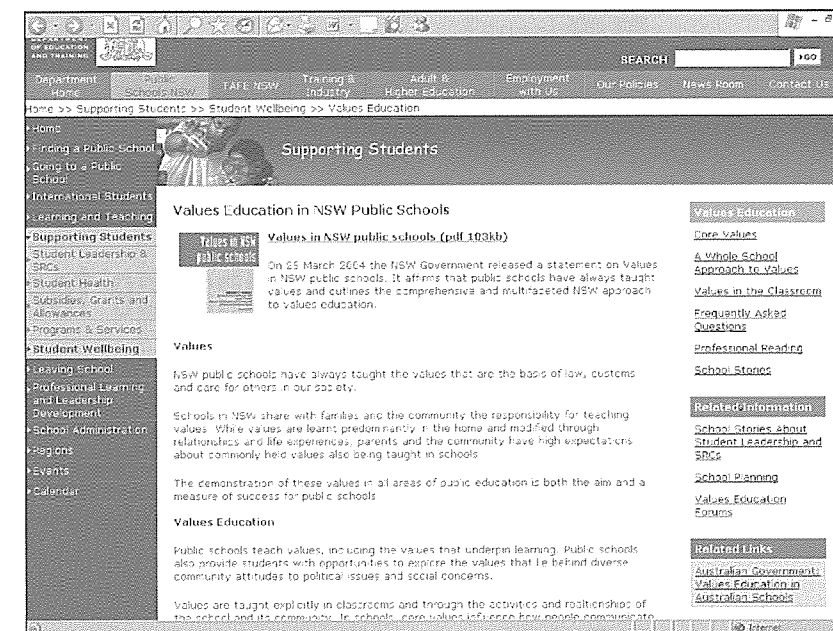 OF EDUCATION
AND TRAINING
SEARCH
GO
Department
Home
Public
Schools NSW
TAFE NSW
Training &
Industry
Adult &
Higher Education
Employment
with Us
Our Policies
News Room
Contact Us
Home >> Supporting Students >> Student Wellbeing >> Values Education
Home
Finding a Public School
Going to a Public
School
International Students
Learning and Teaching
Supporting Students
Student Leadership &
SRCs
Student Health
Subsidies, Grants and
Allowances
Programs & Services
Student Wellbeing
Leaving School
Professional Learning
and Leadership
Development
School Administration
Regions
Events
Calendar
Supporting Students
Values Education in NSW Public Schools
Values in NSW
public schools
Values in NSW public schools (pdf 103kb)
On 25 March 2004 the NSW Government released a statement on Values
in NSW public schools. It affirms that public schools have always taught
values and outlines the comprehensive and multifaceted NSW approach
to values education.
Values
NSW public schools have always taught the values that are the basis of law, customs
and care for others in our society.
Schools in NSW share with families and the community the responsibility for teaching
values. While values are learnt predominantly in the home and modified through
relationships and life experiences, parents and the community have high expectations
about commonly held values also being taught in schools
The demonstration of these values in all areas of public education is both the aim and a
measure of success for public schools
Values Education
Public schools teach values, including the values that underpin learning. Public schools
also provide students with opportunities to explore the values that lie behind diverse
community attitudes to political issues and social concerns.
Values are taught explicitly in classrooms and through the activities and realtionships of
the school and its community. In schools, core values influence how people communicate
Values Education
Core Values
A Whole School
Approach to Values
Values in the Classroom
Frequently Asked
Questions
Professional Reading
School Stories
Related Information
School Stories About
Student Leadership and
SRCs
School Planning
Values Education
Forums
Related Links
Australian Government:
Values Education in
Australian Schools
Internet